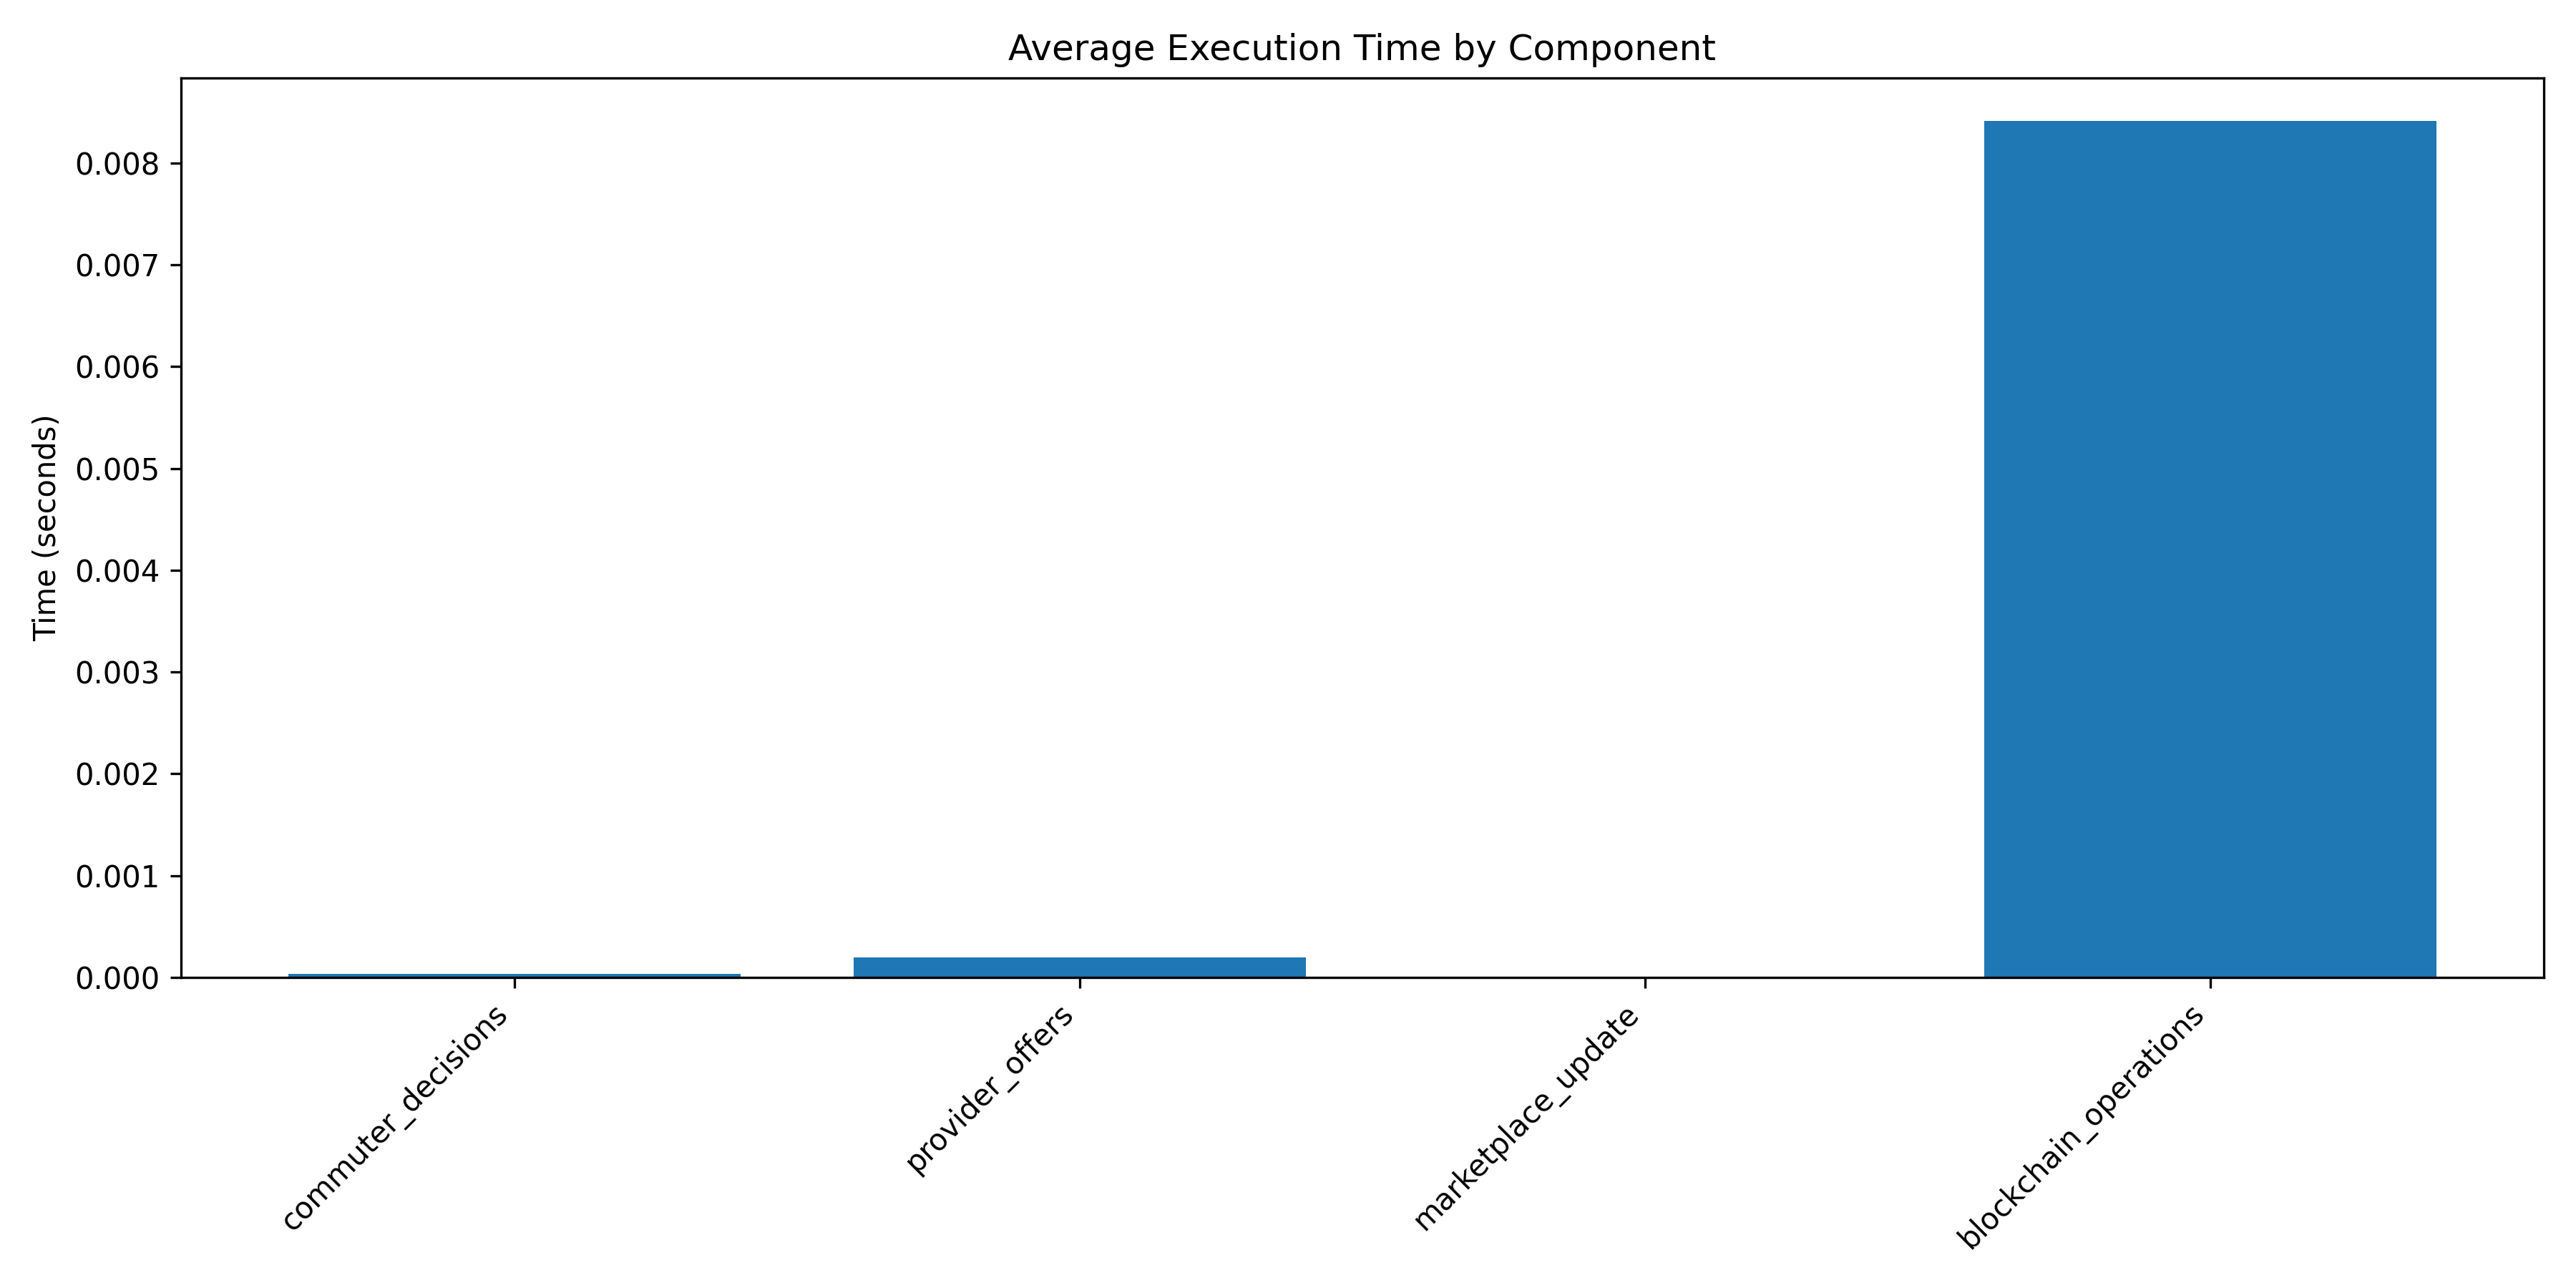 Average Execution Time by Component
Time (seconds)
0.008
0.007
0.006
0.005
0.004
0.003
0.002
0.001
0.000
commuter_decisions
provider_offers
marketplace_update
blockchain_operations